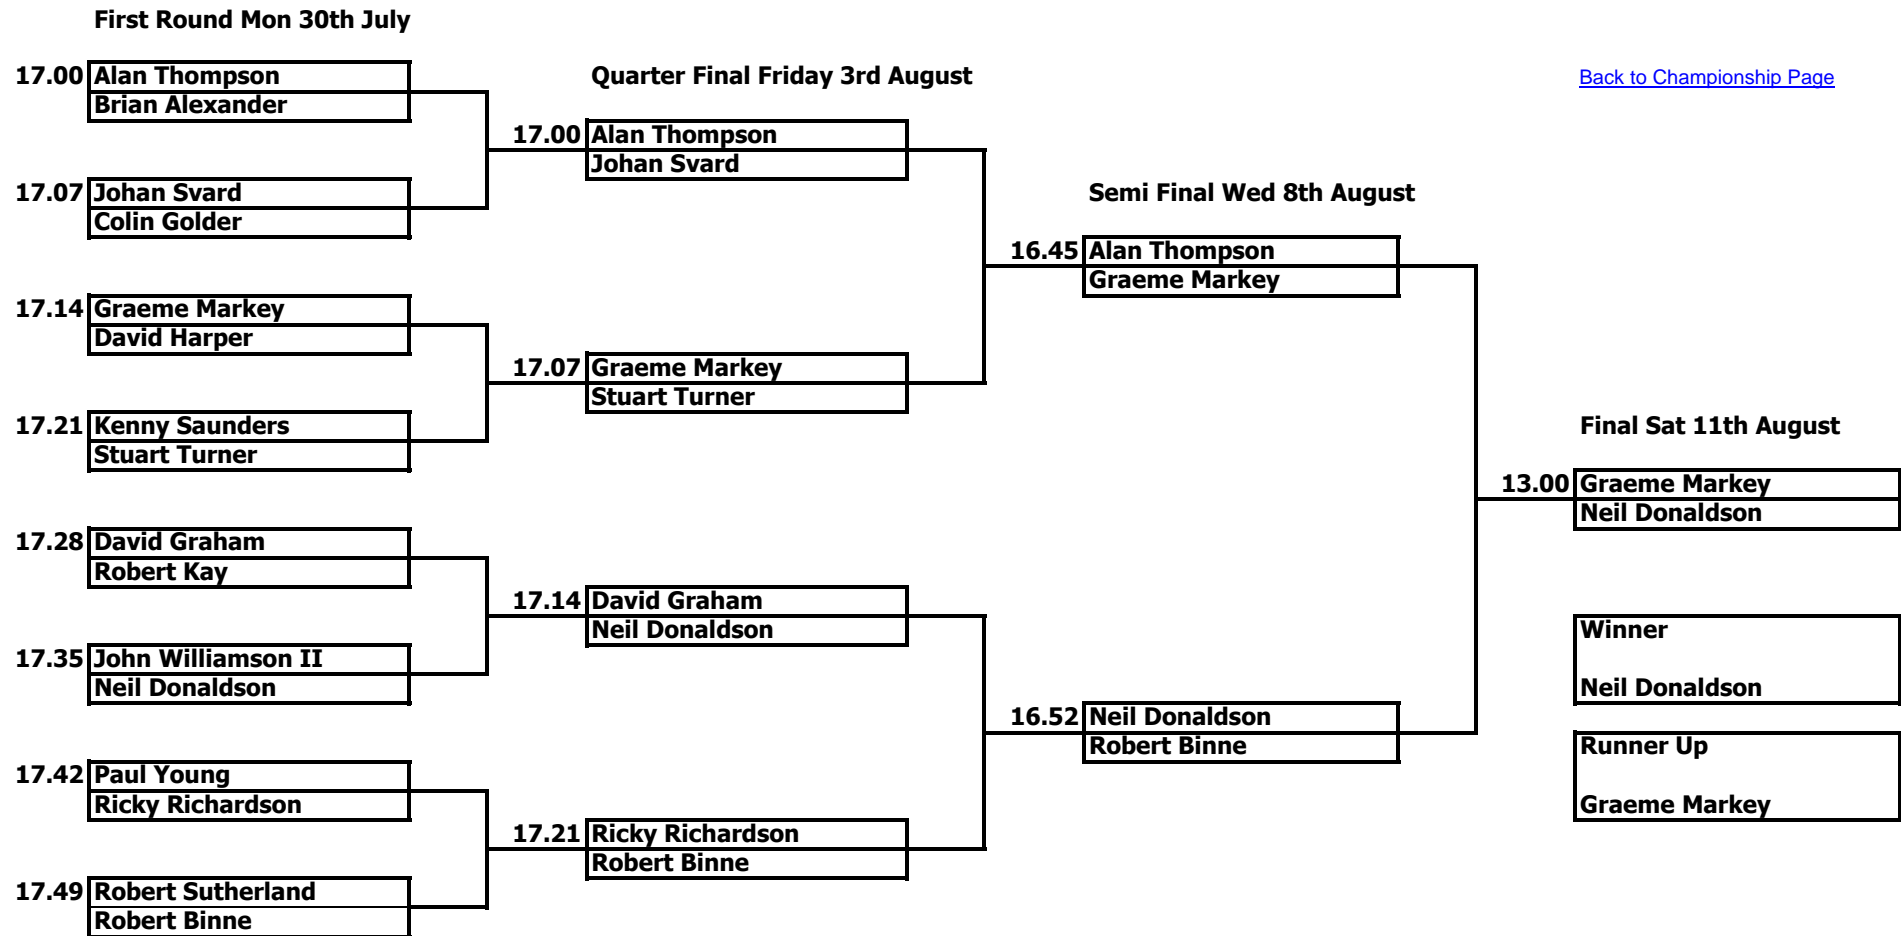 First Round Mon 30th July
17.00 Alan Thompson
Brian Alexander
17.07 Johan Svard
Colin Golder
17.14 Graeme Markey
David Harper
17.21 Kenny Saunders
Stuart Turner
17.28 David Graham
Robert Kay
17.35 John Williamson II
Neil Donaldson
17.42 Paul Young
Ricky Richardson
17.49 Robert Sutherland
Robert Binne
Quarter Final Friday 3rd August
17.00 Alan Thompson
Johan Svard
17.07 Graeme Markey
Stuart Turner
17.14 David Graham
Neil Donaldson
17.21 Ricky Richardson
Robert Binne
Semi Final Wed 8th August
16.45 Alan Thompson
Graeme Markey
16.52 Neil Donaldson
Robert Binne
Back to Championship Page
Final Sat 11th August
13.00 Graeme Markey
Neil Donaldson
Winner
Neil Donaldson
Runner Up
Graeme Markey